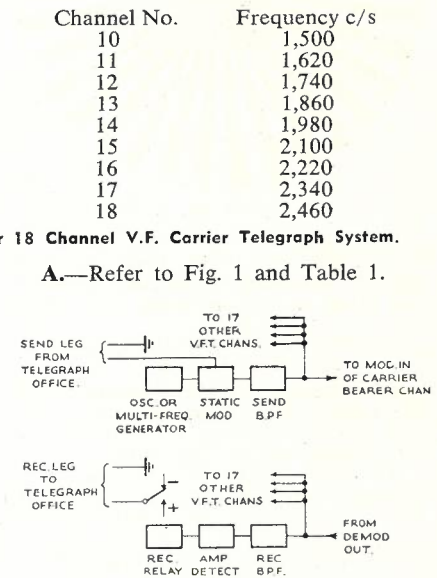 Channel No. Frequency c/s
10 1,500
11 1,620
12 1,740
13 1,860
14 1,980
15 2,100
16 2,220
17 2,340
18 2,460
r 18 Channel V.F. Carrier Telegraph System.
A.—Refer to Fig. 1 and Table 1.
SEND LEG
FROM
TELEGRAPH
OFFICE.
TO 17
OTHER
V.F.T. CHANS.
TO MOD. IN
OF CARRIER
BEARER CHAN
OSC. OR
MULTI-FREQ.
GENERATOR
STATIC
MOD
SEND
B.P.F
REC. LEG
TO
TELEGRAPH
OFFICE
−
+
TO 17
OTHER
V.F.T. CHANS
FROM
DEMOD
OUT.
REC.
RELAY
AMP
DETECT
REC
B.P.F.